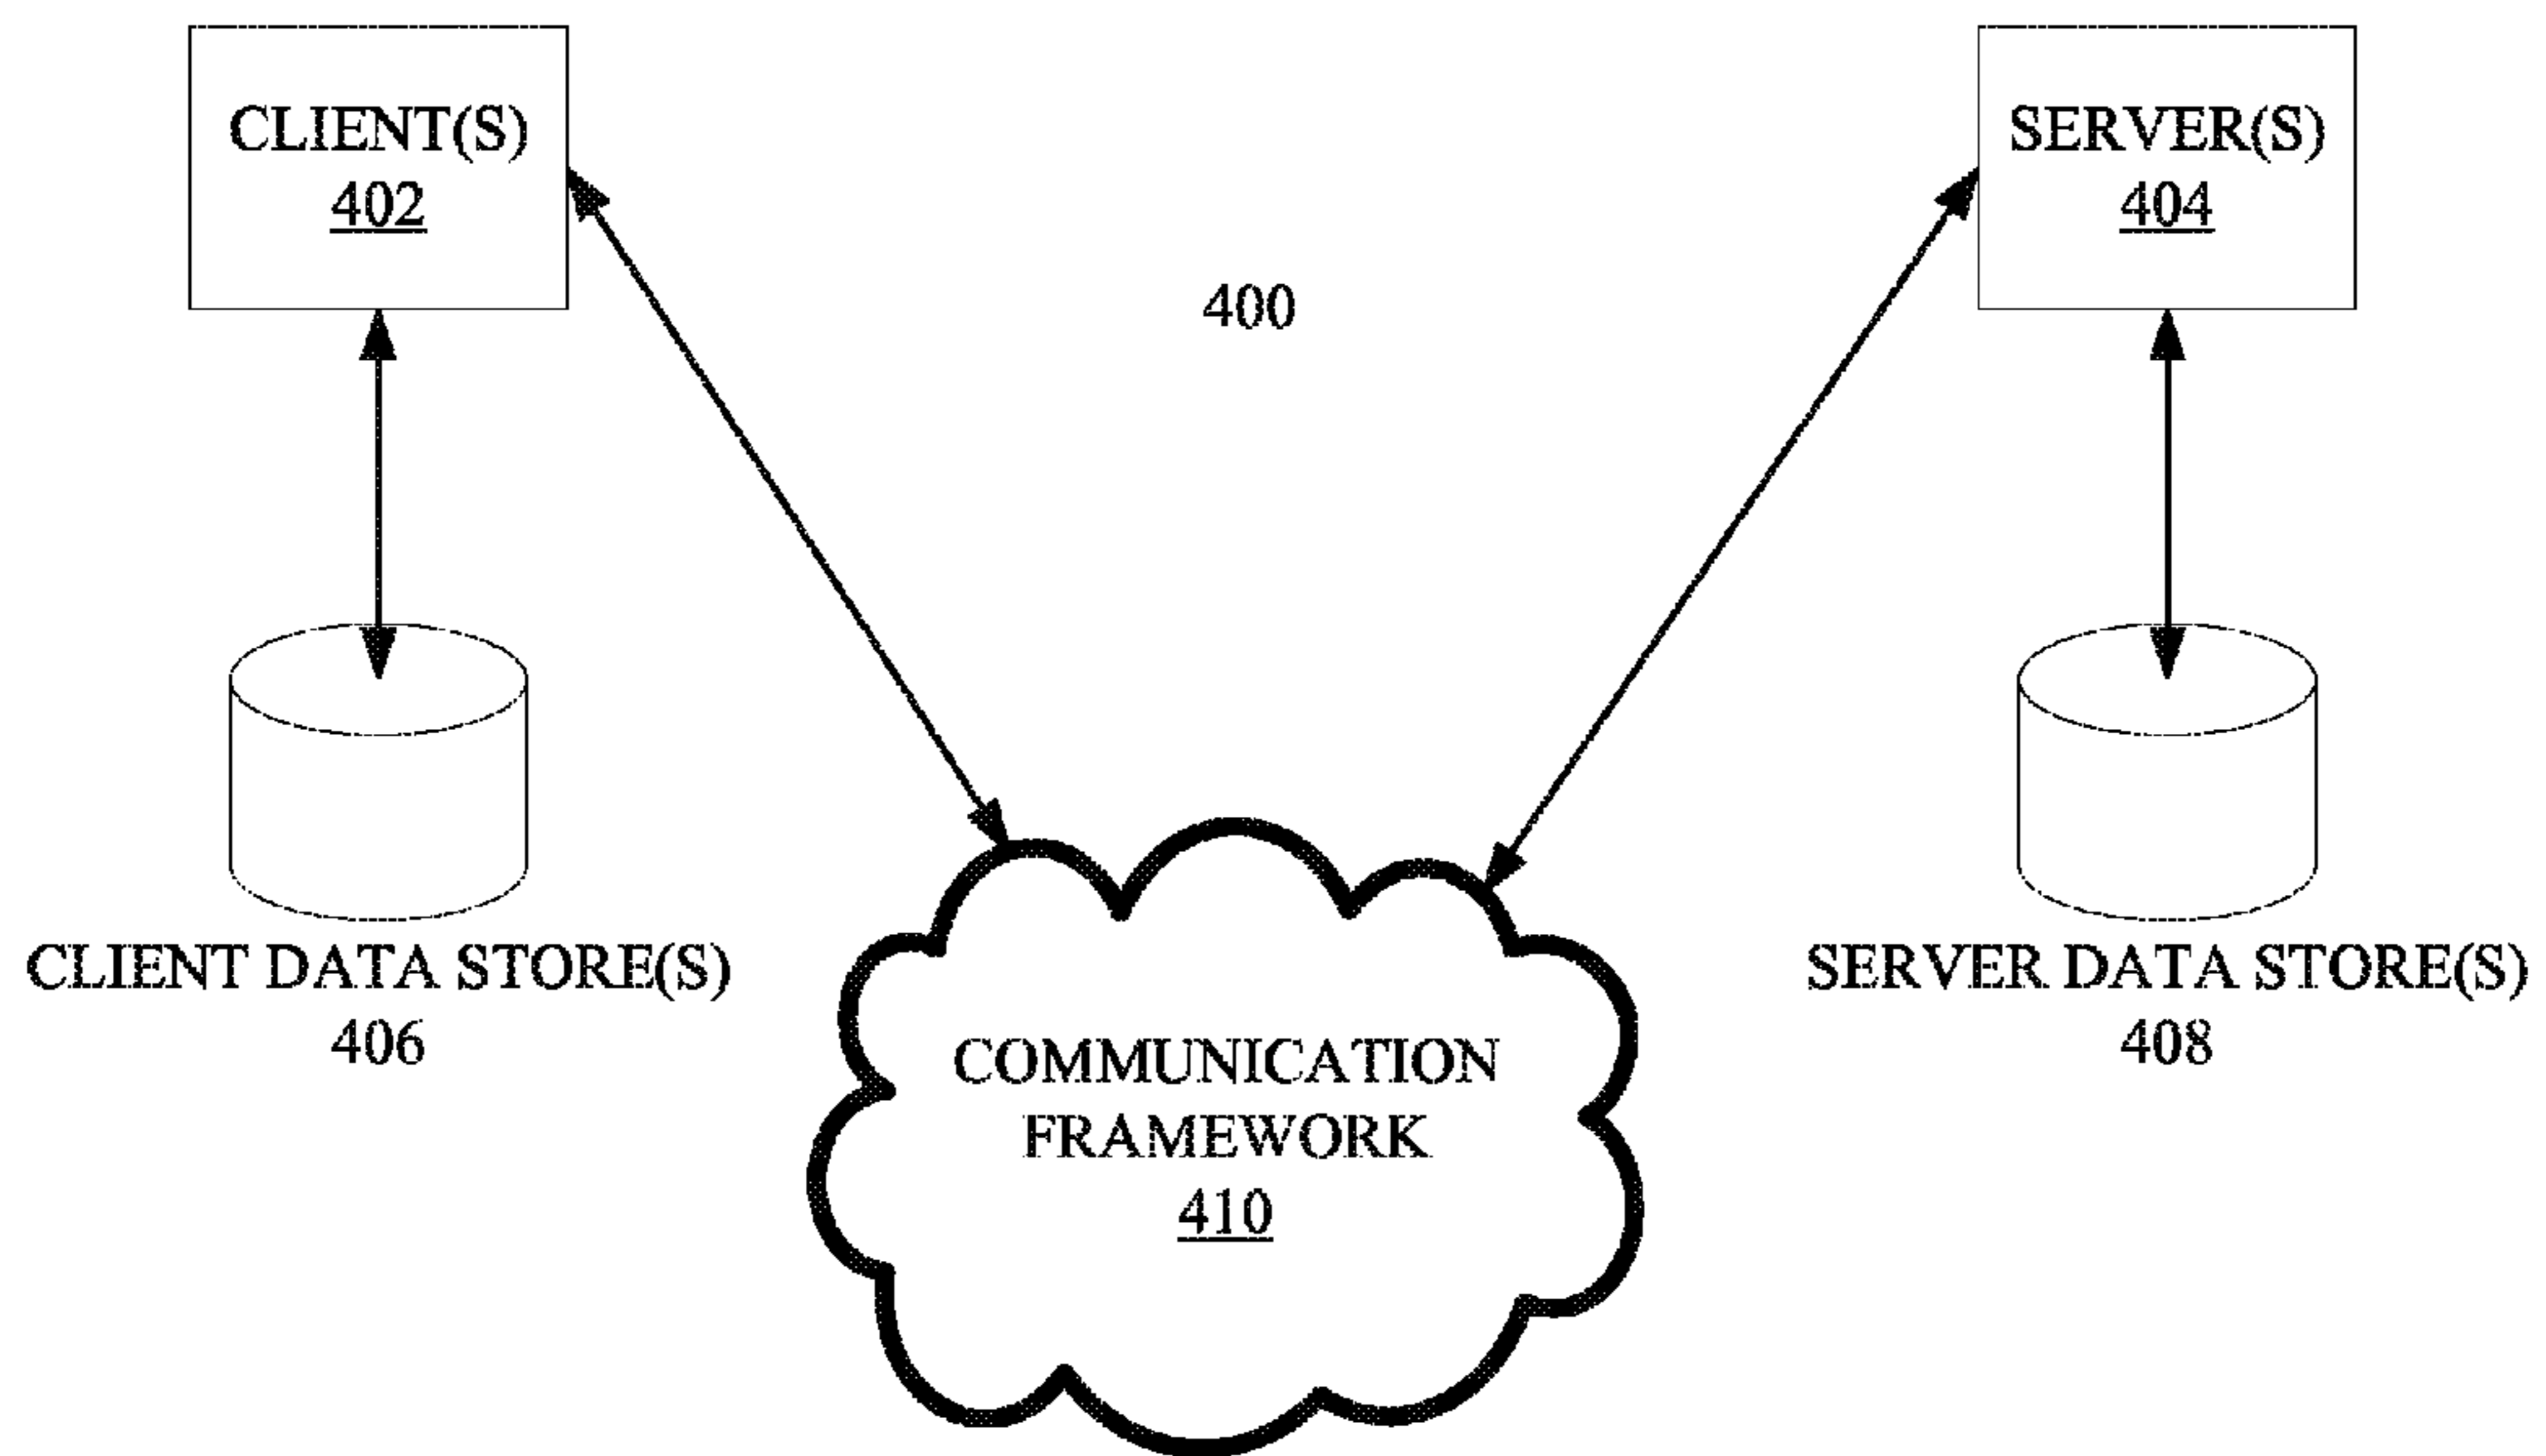 CLIENT(S)
402
SERVER(S)
404
400
CLIENT DATA STORE(S)
406
SERVER DATA STORE(S)
408
COMMUNICATION
FRAMEWORK
410